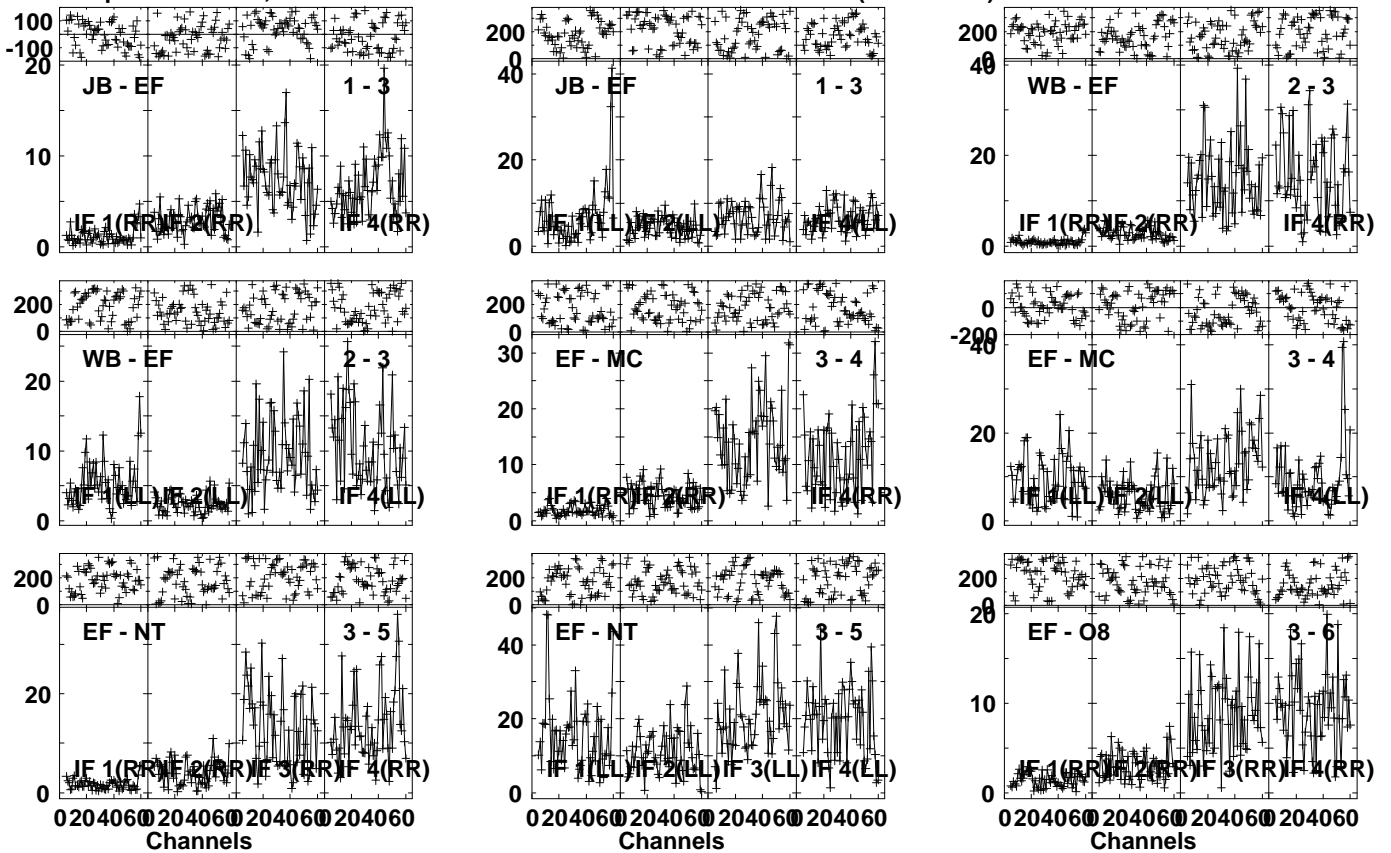 100 200 200
-100 0 0
20 JB - EF 1 - 3 40 JB - EF 1 - 3 40 WB - EF 2 - 3
10 20 20
IF 1(RR) IF 2(RR) IF 4(RR) IF 1(LL) IF 2(LL) IF 4(LL) IF 1(RR) IF 2(RR) IF 4(RR)
0 0 0
200 200 0
0 0 -200
WB - EF 2 - 3 30 EF - MC 3 - 4 40 EF - MC 3 - 4
20 20 20
10 10
IF 1(LL) IF 2(LL) IF 4(LL) IF 1(RR) IF 2(RR) IF 4(RR) IF 1(LL) IF 2(LL) IF 4(LL)
0 0 0
200 200 200
0 0 0
EF - NT 3 - 5 40 EF - NT 3 - 5 20 EF - O8 3 - 6
20 20 10
IF 1(RR) IF 2(RR) IF 3(RR) IF 4(RR) IF 1(LL) IF 2(LL) IF 3(LL) IF 4(LL) IF 1(RR) IF 2(RR) IF 3(RR) IF 4(RR)
0 0 0
0 20 40 60 0 20 40 60 0 20 40 60 0 20 40 60 0 20 40 60 0 20 40 60 0 20 40 60 0 20 40 60 0 20 40 60 0 20 40 60 0 20 40 60 0 20 40 60
Channels Channels Channels